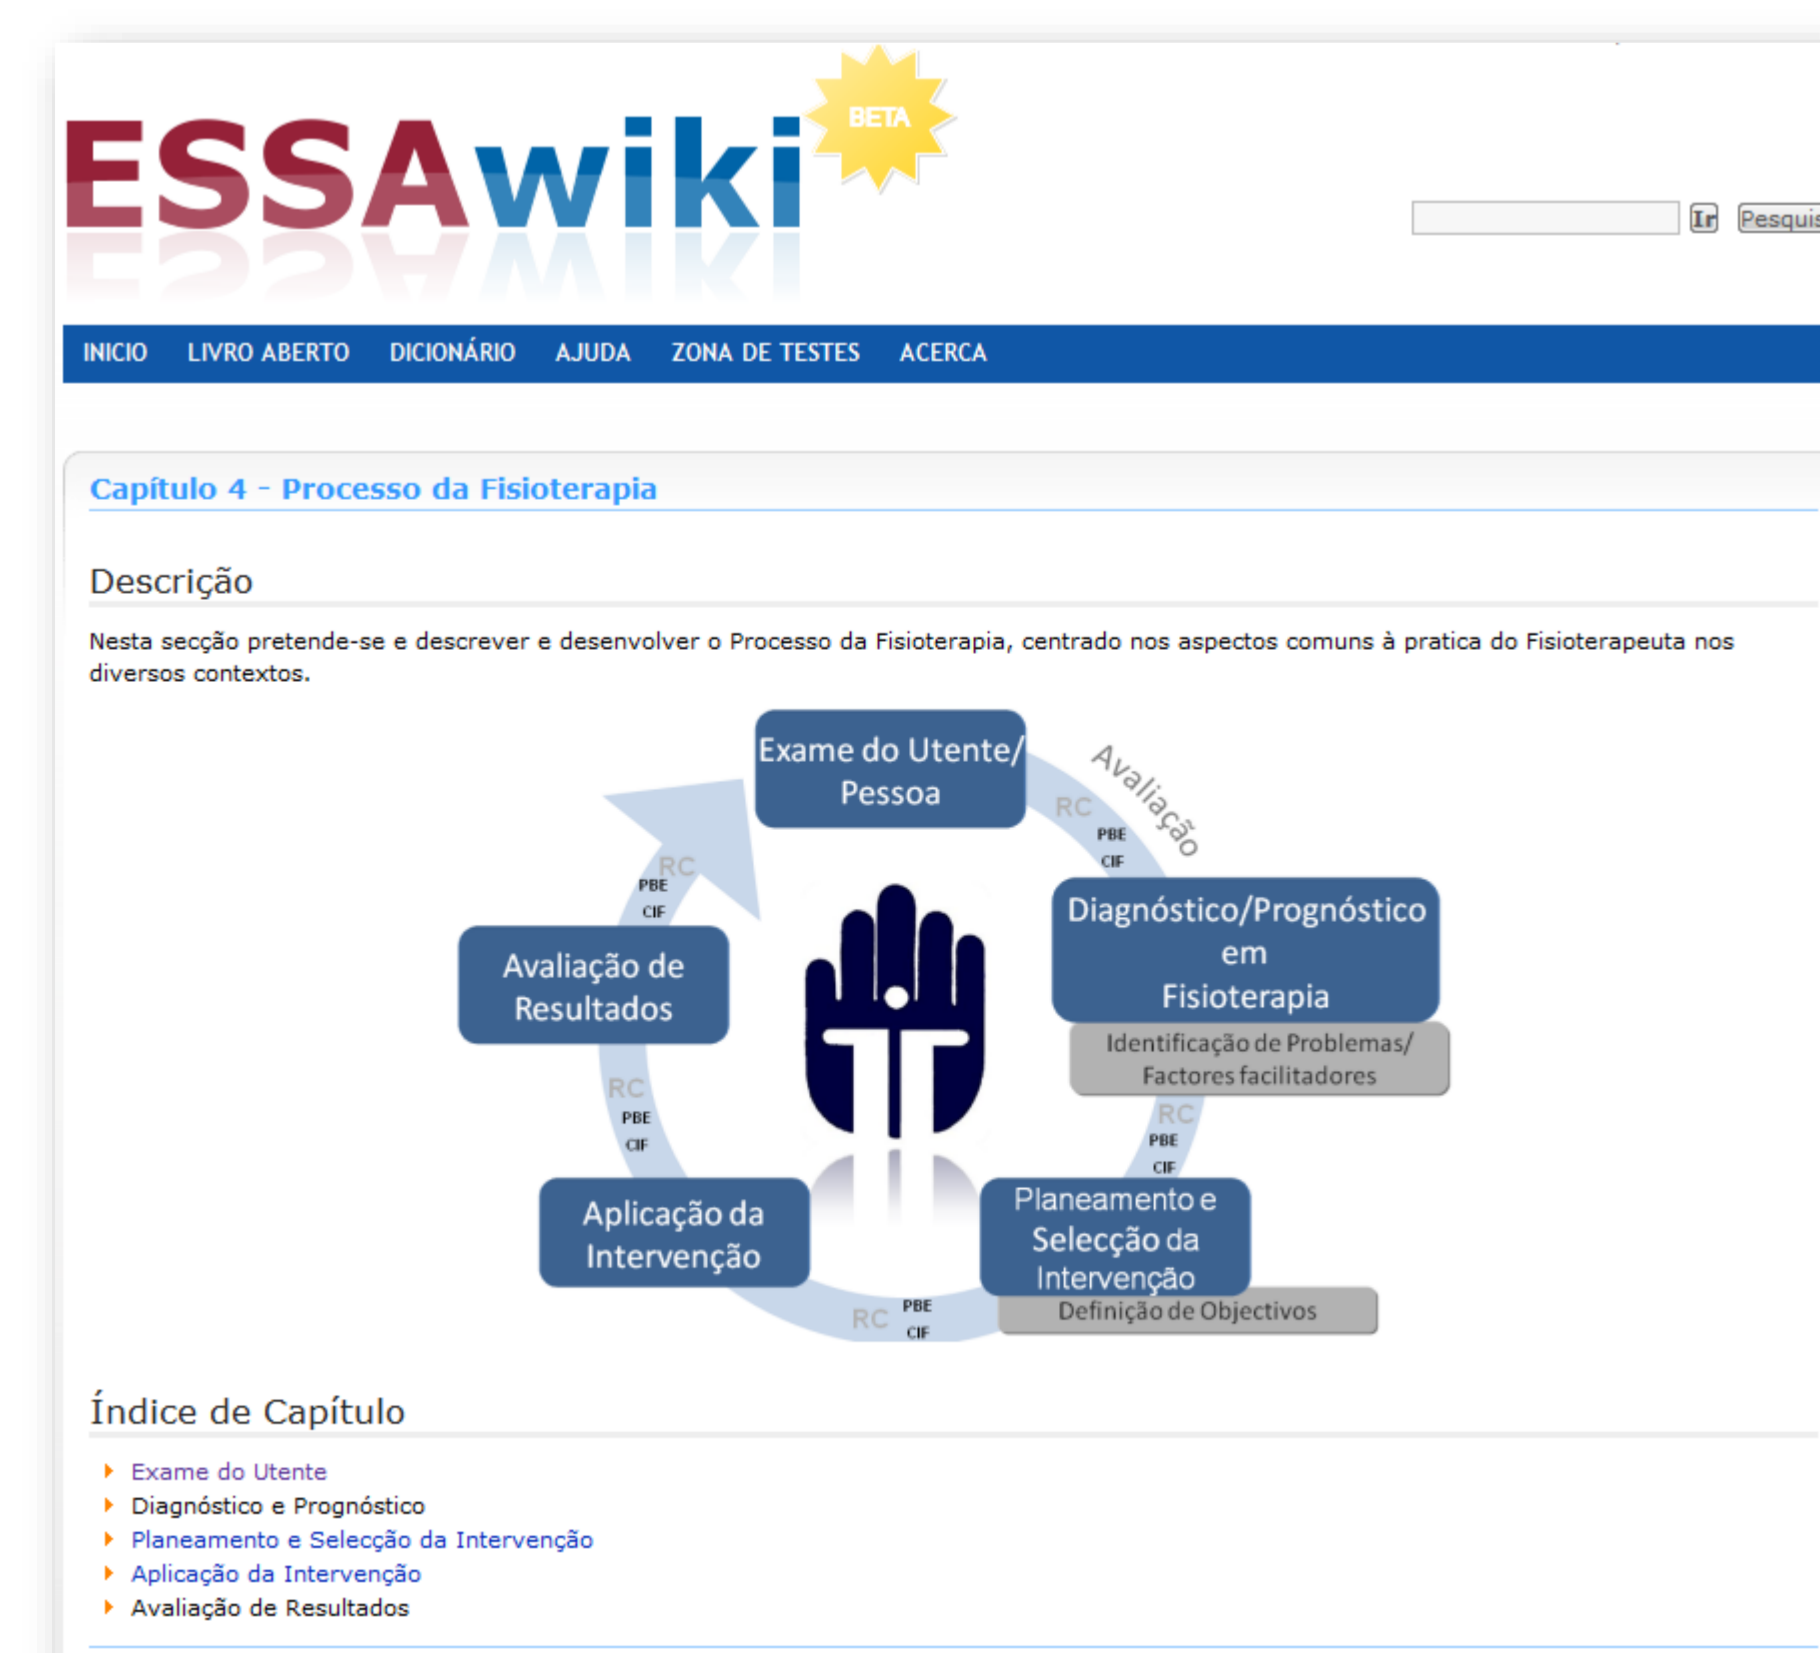 ESSAwiki
BETA
Ir
Pesquis
INICIO LIVRO ABERTO DICIONÁRIO AJUDA ZONA DE TESTES ACERCA
Capítulo 4 - Processo da Fisioterapia
Descrição
Nesta secção pretende-se e descrever e desenvolver o Processo da Fisioterapia, centrado nos aspectos comuns à pratica do Fisioterapeuta nos
diversos contextos.
Exame do Utente/
Pessoa
Avaliação
RC
PBE
CIF
Diagnóstico/Prognóstico
em
Fisioterapia
Identificação de Problemas/
Factores facilitadores
RC
PBE
CIF
Planeamento e
Selecção da
Intervenção
Definição de Objectivos
RC
PBE
CIF
Aplicação da
Intervenção
RC
PBE
CIF
Avaliação de
Resultados
RC
PBE
CIF
Índice de Capítulo
Exame do Utente
Diagnóstico e Prognóstico
Planeamento e Selecção da Intervenção
Aplicação da Intervenção
Avaliação de Resultados